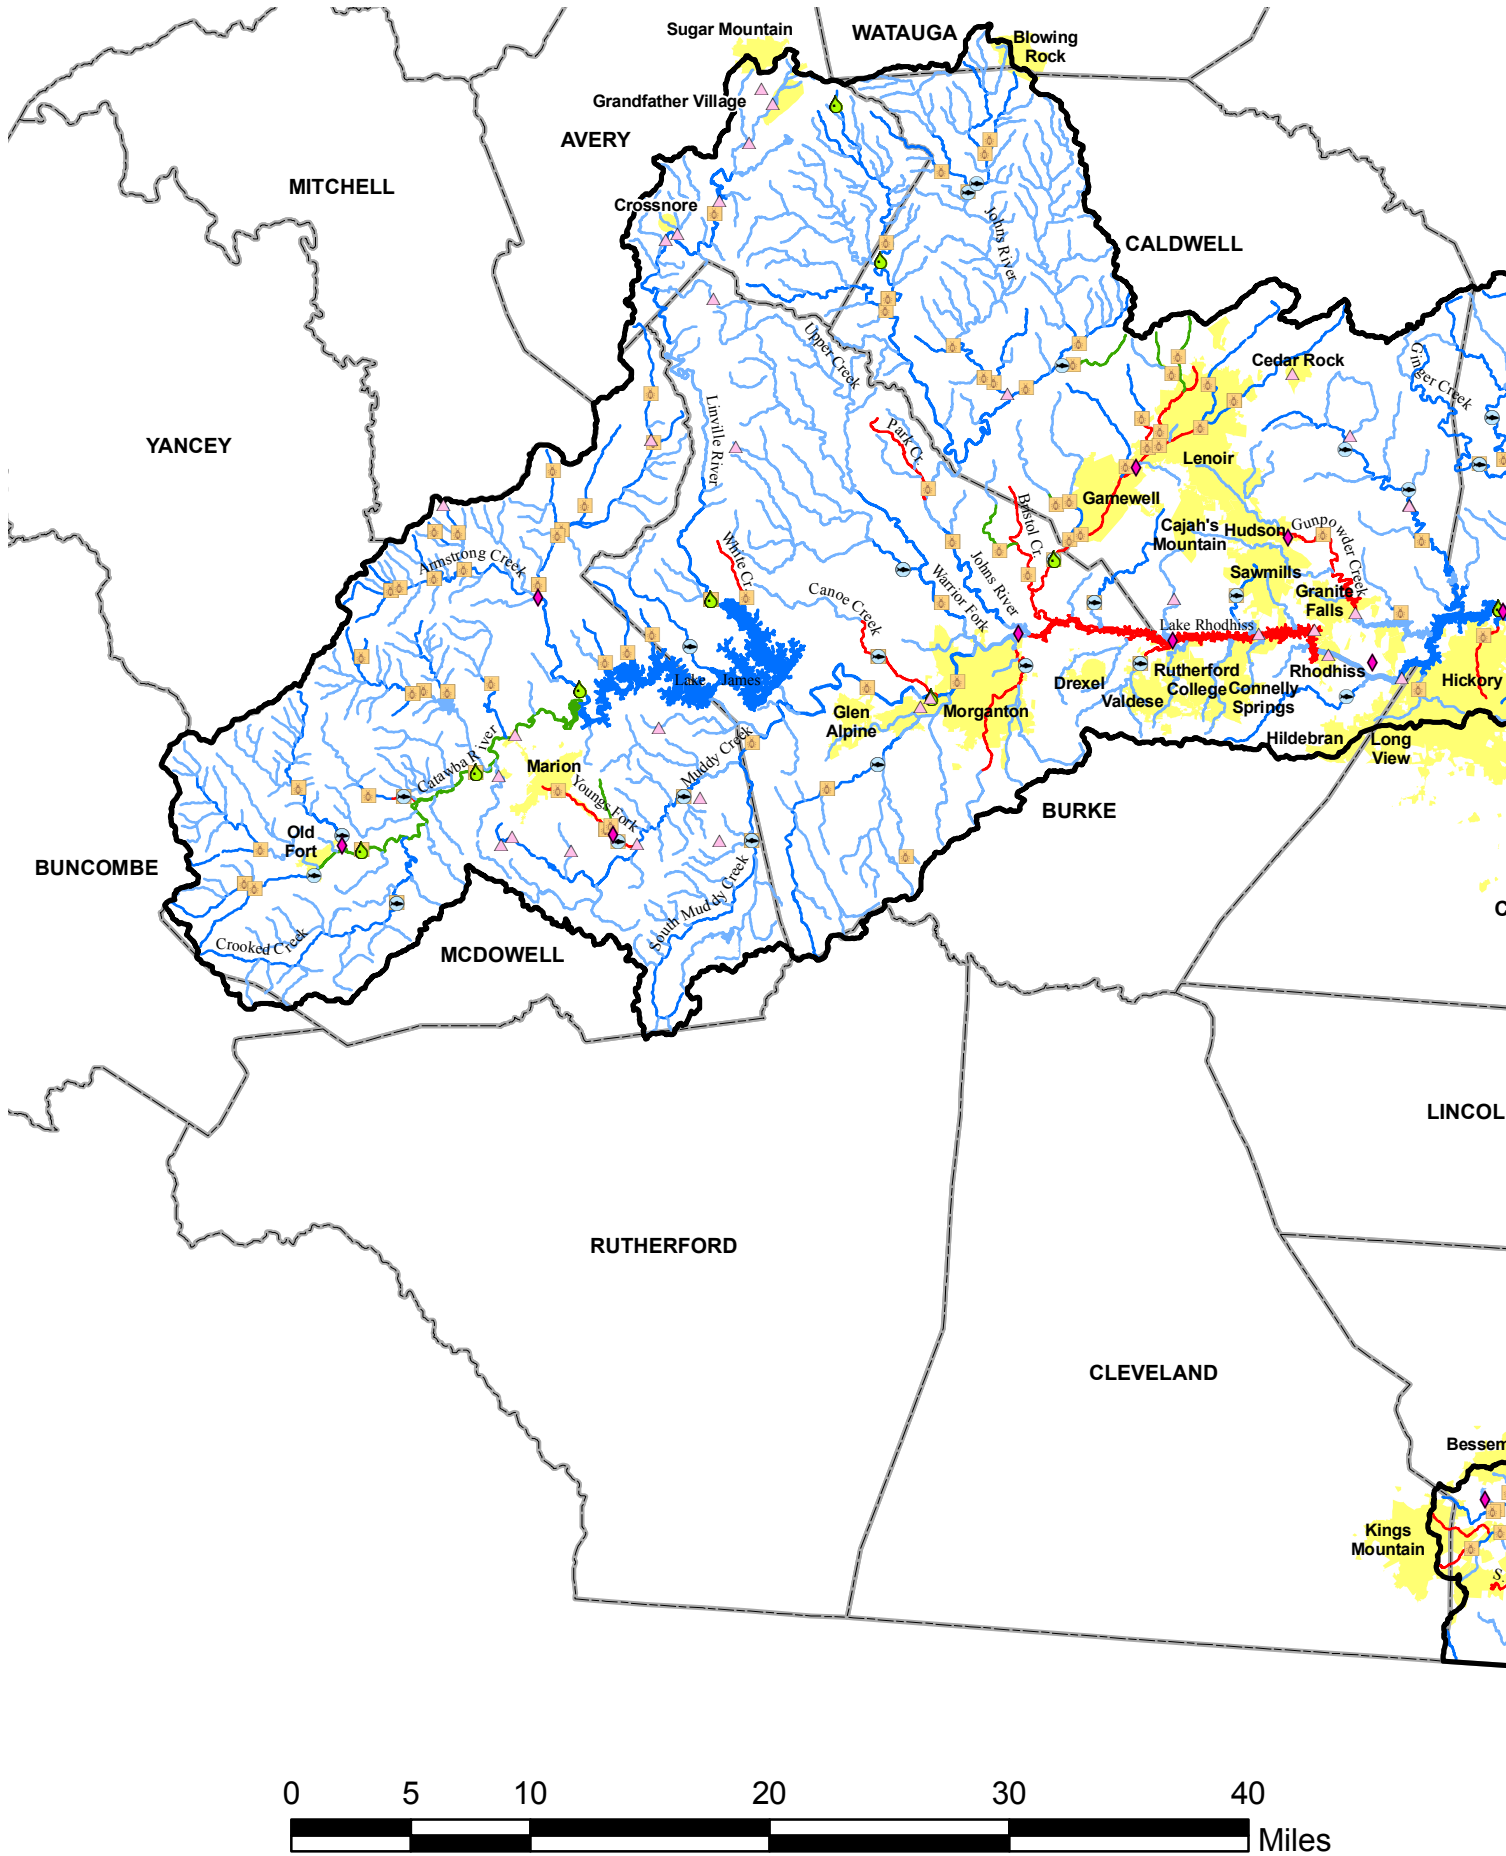 Sugar Mountain
WATAUGA
Blowing
Rock
Grandfather Village
AVERY
MITCHELL
Crossnore
Johns River
CALDWELL
Upper Creek
Cedar Rock
Ginger Creek
Linville River
YANCEY
Park Cr.
Lenoir
Gamewell
Bristol Cr.
Cajah's
Mountain
Hudson
Gunpowder Creek
White Cr.
Armstrong Creek
Johns River
Warrior Fork
Canoe Creek
Sawmills
Granite
Falls
Lake Rhodhiss
Rutherford
College
Connelly
Springs
Rhodhiss
Hickory
Lake James
Drexel
Valdese
Glen
Alpine
Morganton
Hildebran
Long
View
Catawba River
Muddy Creek
Marion
Youngs Fork
BURKE
Old
Fort
BUNCOMBE
South Muddy Creek
Crooked Creek
MCDOWELL
C
LINCOL
RUTHERFORD
CLEVELAND
Bessem
Kings
Mountain
S.
0 5 10 20 30 40
Miles